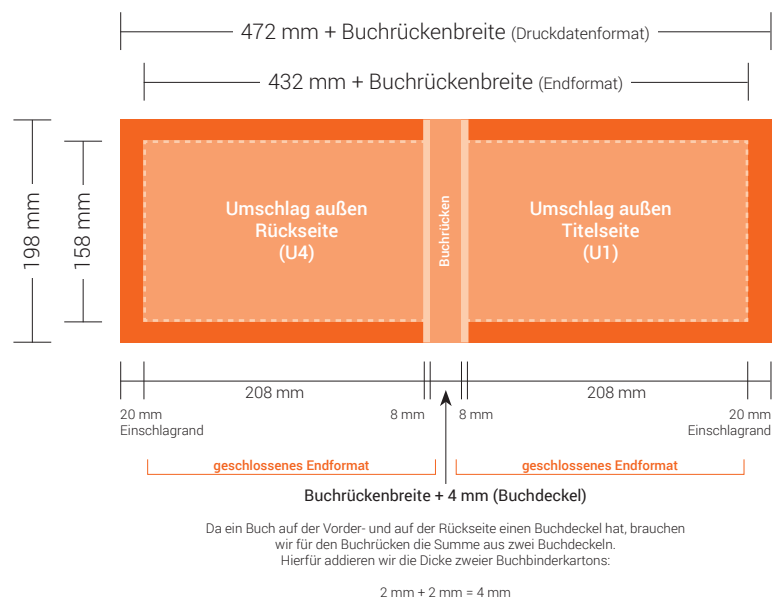 472 mm + Buchrückenbreite (Druckdatenformat)
432 mm + Buchrückenbreite (Endformat)
198 mm
158 mm
Umschlag außen
Rückseite
(U4)
Buchrücken
Umschlag außen
Titelseite
(U1)
208 mm
208 mm
20 mm
Einschlagrand
8 mm
8 mm
20 mm
Einschlagrand
geschlossenes Endformat
geschlossenes Endformat
Buchrückenbreite + 4 mm (Buchdeckel)
Da ein Buch auf der Vorder- und auf der Rückseite einen Buchdeckel hat, brauchen
wir für den Buchrücken die Summe aus zwei Buchdeckeln.
Hierfür addieren wir die Dicke zweier Buchbinderkartons:
2 mm + 2 mm = 4 mm